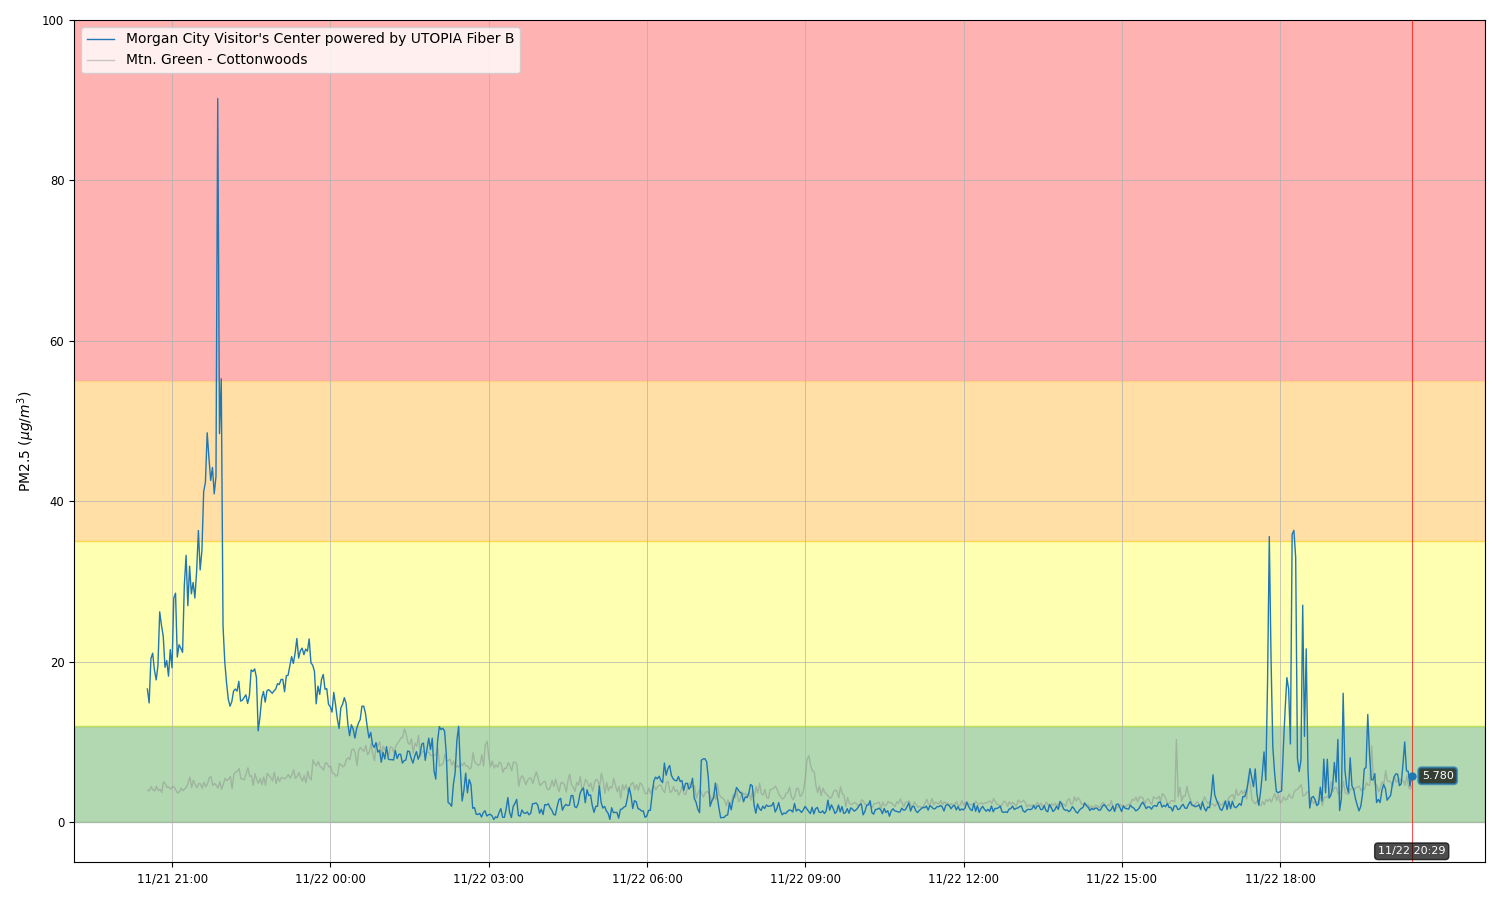 100
80
60
40
20
0
PM2.5 (μg/m³)
Morgan City Visitor's Center powered by UTOPIA Fiber B
Mtn. Green - Cottonwoods
5.780
11/22 20:29
11/21 21:00 11/22 00:00 11/22 03:00 11/22 06:00 11/22 09:00 11/22 12:00 11/22 15:00 11/22 18:00